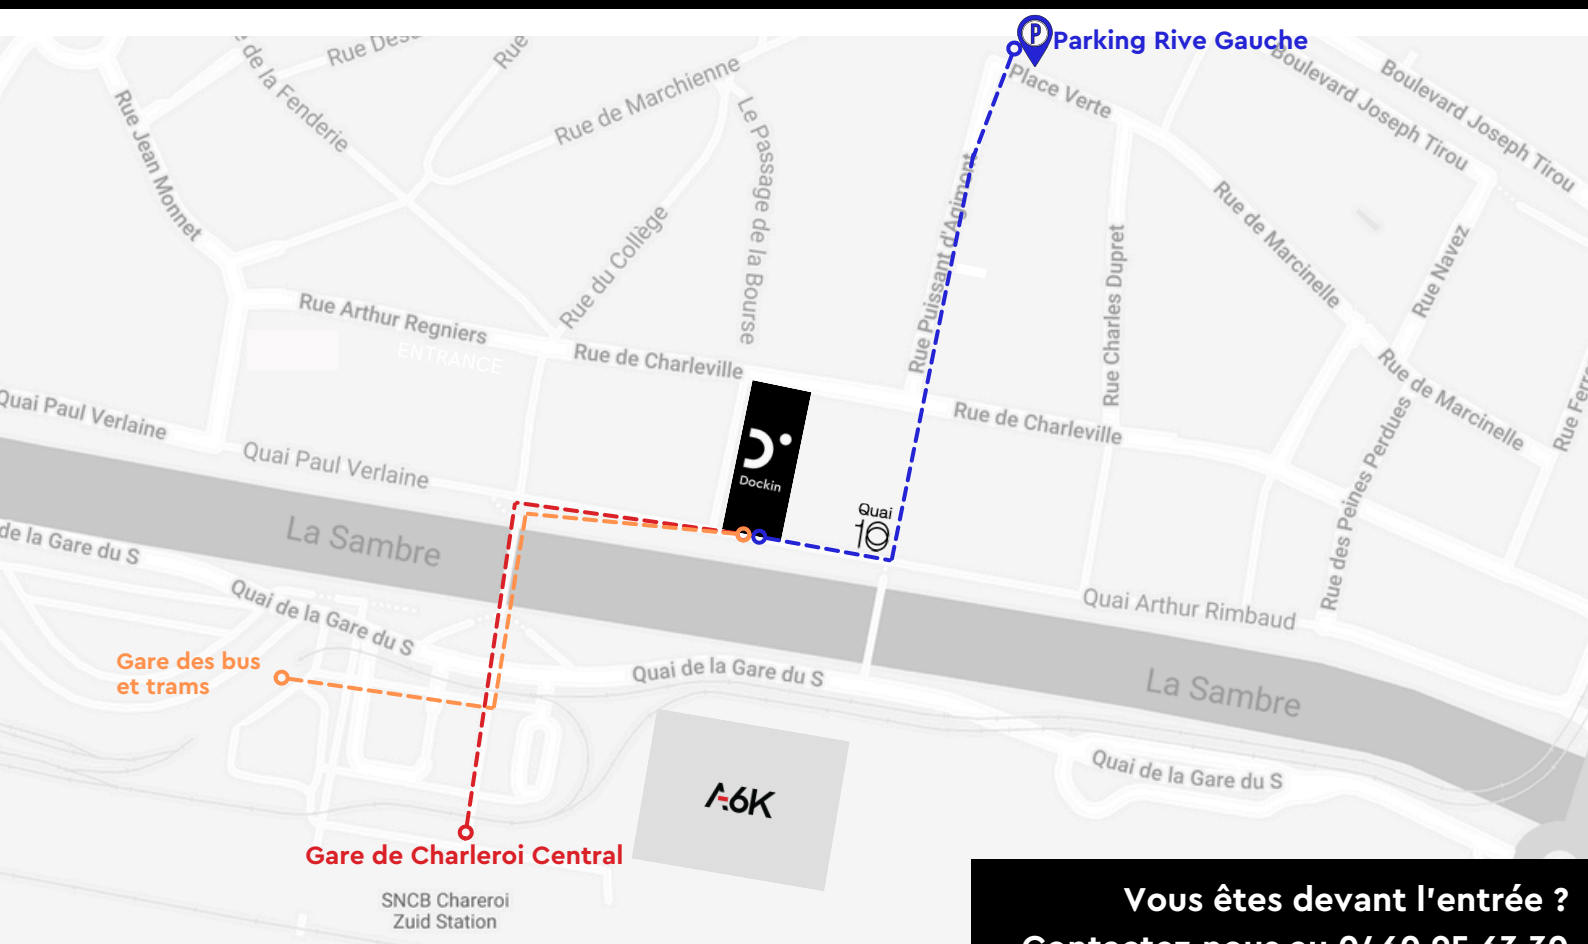 P
Parking Rive Gauche
Rue
de la Fenderie
Rue de Marchienne
Place Verte
Boulevard Joseph Tirou
Boulevard Joseph Tirou
Rue Jean Monnet
Le Passage de la Bourse
Rue du Collège
Rue Puissant d'Agimont
Rue Charles Dupret
Rue de Marcinelle
Rue Navez
Rue Arthur Regniers
ENTRANCE
Rue de Charleville
Rue de Charleville
Rue de Marcinelle
Quai Paul Verlaine
Quai Paul Verlaine
Dockin
Quai
10
Rue des Peines Perdues
La Sambre
de la Gare du S
Quai de la Gare du S
Quai Arthur Rimbaud
Gare des bus
et trams
Quai de la Gare du S
La Sambre
Quai de la Gare du S
A6K
Gare de Charleroi Central
SNCB Chareroi
Zuid Station
Vous êtes devant l'entrée ?